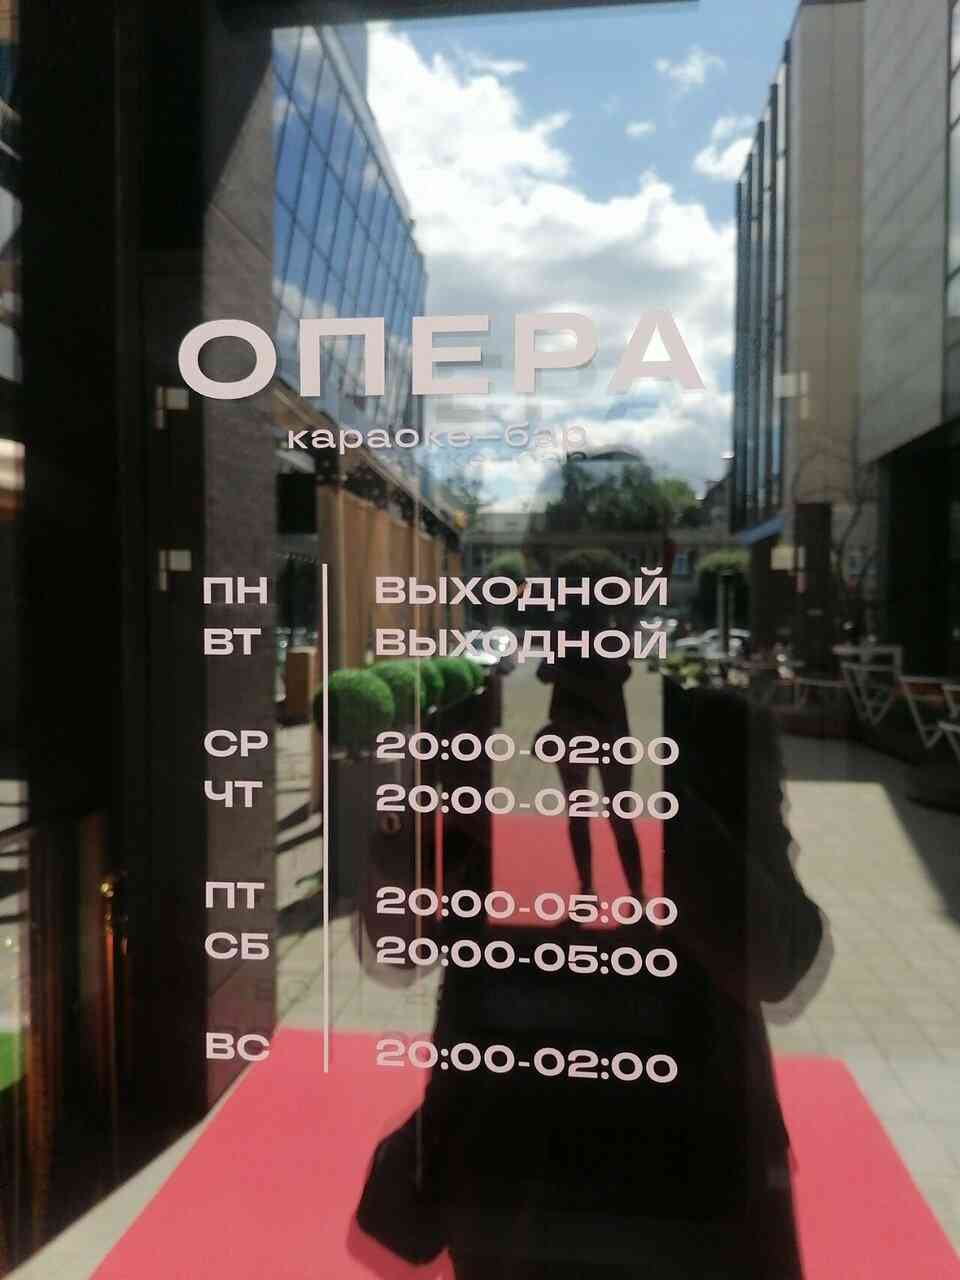 ОПЕРА
караоке-бар
ПН ВЫХОДНОЙ
ВТ ВЫХОДНОЙ
СР 20:00-02:00
ЧТ 20:00-02:00
ПТ 20:00-05:00
СБ 20:00-05:00
ВС 20:00-02:00